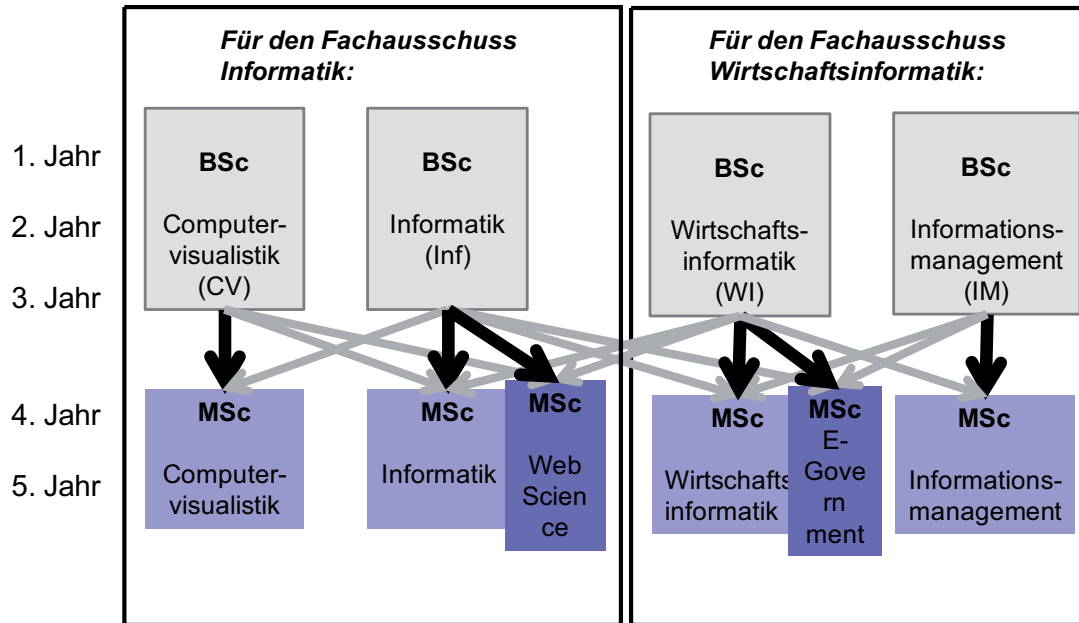 Für den Fachausschuss
Informatik:
Für den Fachausschuss
Wirtschaftsinformatik:
1. Jahr
2. Jahr
3. Jahr
4. Jahr
5. Jahr
BSc
Computer-
visualistik
(CV)
BSc
Informatik
(Inf)
BSc
Wirtschafts-
informatik
(WI)
BSc
Informations-
management
(IM)
MSc
Computer-
visualistik
MSc
Informatik
MSc
Web
Scien
ce
MSc
Wirtschafts
informatik
MSc
E-
Gove
rn
ment
MSc
Informations-
management